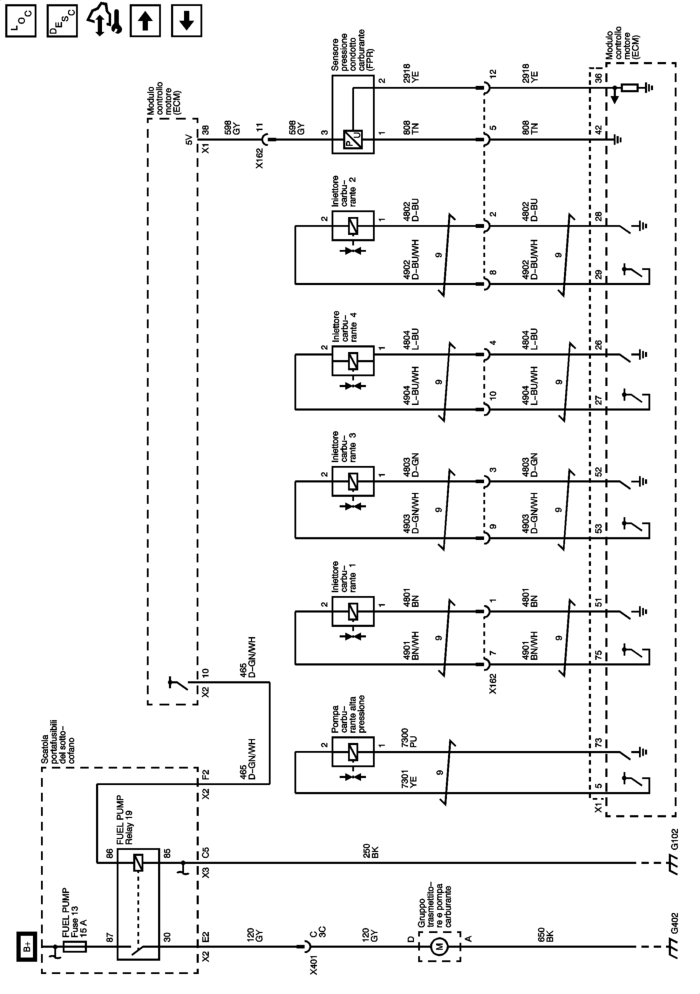 LOC
DESC
B+
Scatola
portafusibili
del sotto-
cofano
FUEL PUMP
Fuse 13
15 A
FUEL PUMP
Relay 19
87
30
86
85
E2
X2
C5
X3
F2
X2
120
GY
C
3C
X401
120
GY
Gruppo
trasmettito-
re e pompa
carburante
D
M
A
650
BK
G402
250
BK
G102
465
D-GN/WH
465
D-GN/WH
10
X2
Modulo
controllo
motore
(ECM)
5V
38
X1
598
GY
11
X162
598
GY
Sensore
pressione
condotto
carburante
(FPR)
P
U
3
2
1
2918
YE
12
2918
YE
36
808
TN
5
808
TN
42
Modulo
controllo
motore
(ECM)
Iniettore
carbu-
rante 2
2
1
4802
D-BU
4902
D-BU/WH
9
2
8
4802
D-BU
4902
D-BU/WH
9
28
29
Iniettore
carbu-
rante 4
2
1
4804
L-BU
4904
L-BU/WH
9
4
10
4804
L-BU
4904
L-BU/WH
9
26
27
Iniettore
carbu-
rante 3
2
1
4803
D-GN
4903
D-GN/WH
9
3
9
4803
D-GN
4903
D-GN/WH
9
52
53
Iniettore
carbu-
rante 1
2
1
4801
BN
4901
BN/WH
9
1
7
X162
4801
BN
4901
BN/WH
9
51
75
Pompa
carbu-
rante alta
pressione
2
1
7300
PU
7301
YE
9
73
5
X1